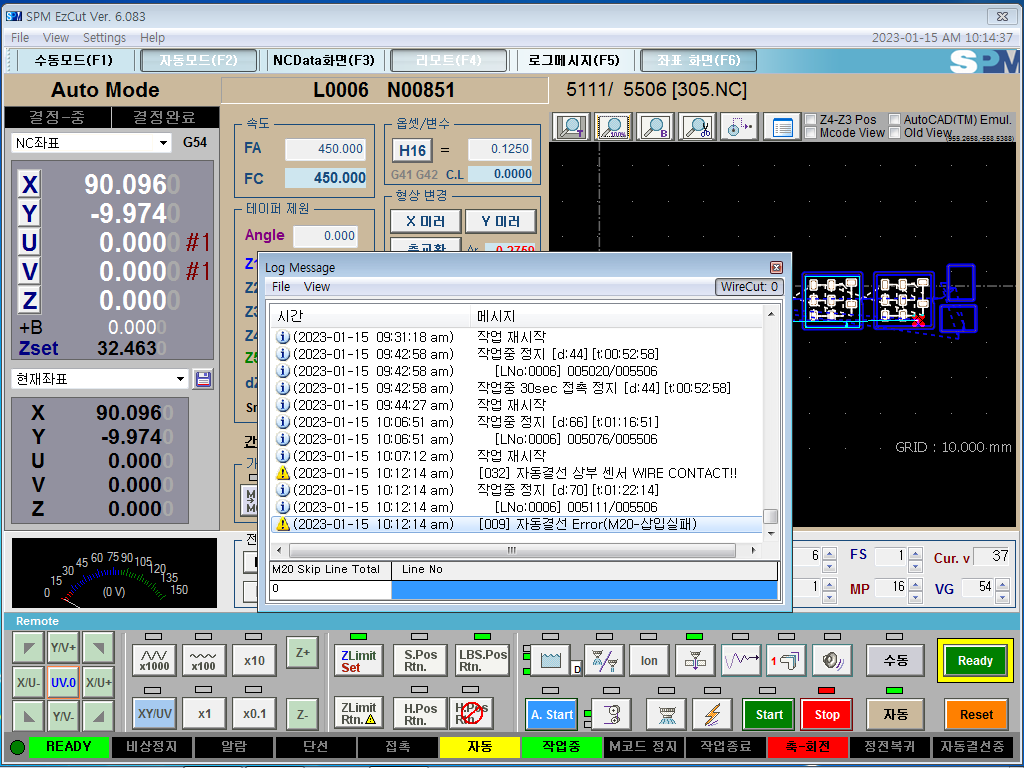 SPM EzCut Ver. 6.083
File View Settings Help
2023-01-15 AM 10:14:37
수동모드(F1) 자동모드(F2) NCData화면(F3) 리모트(F4) 로그메시지(F5) 좌표 화면(F6)
SPM
Auto Mode
L0006 N00851
5111/ 5506 [305.NC]
결정-중 결정완료
NC좌표 G54
X 90.0960
Y -9.9740
U 0.0000 #1
V 0.0000 #1
Z 0.0000
+B 0.0000
Zset 32.4630
현재좌표
X 90.0960
Y -9.9740
U 0.0000
V 0.0000
Z 0.0000
0 15 30 45 60 75 90 105 120 135 150
(0 V)
속도
FA 450.000
FC 450.000
테이퍼 제원
Angle 0.000
옵셋/변수
H16 = 0.1250
G41 G42 C.L 0.0000
형상 변경
X 미러 Y 미러
Z4-Z3 Pos AutoCAD(TM) Emul.
Mcode View Old View
GRID : 10.000 mm
Log Message
File View
WireCut: 0
시간 메시지
(2023-01-15 09:31:18 am) 작업 재시작
(2023-01-15 09:42:58 am) 작업중 정지 [d:44] [t:00:52:58]
(2023-01-15 09:42:58 am) [LNo:0006] 005020/005506
(2023-01-15 09:42:58 am) 작업중 30sec 접촉 정지 [d:44] [t:00:52:58]
(2023-01-15 09:44:27 am) 작업 재시작
(2023-01-15 10:06:51 am) 작업중 정지 [d:66] [t:01:16:51]
(2023-01-15 10:06:51 am) [LNo:0006] 005076/005506
(2023-01-15 10:07:12 am) 작업 재시작
(2023-01-15 10:12:14 am) [032] 자동결선 상부 센서 WIRE CONTACT!!
(2023-01-15 10:12:14 am) 작업중 정지 [d:70] [t:01:22:14]
(2023-01-15 10:12:14 am) [LNo:0006] 005111/005506
(2023-01-15 10:12:14 am) [009] 자동결선 Error(M20-삽입실패)
M20 Skip Line Total Line No
0
6 FS 1 Cur. v 37
1 MP 16 VG 54
Remote
Y/V+ x1000 x100 x10 Z+ ZLimit Set S.Pos Rtn. LBS.Pos Rtn. D Ion 1 수동 Ready
X/U- UV.0 X/U+
Y/V- XY/UV x1 x0.1 Z- ZLimit Rtn. H.Pos Rtn. A. Start Start Stop 자동 Reset
READY 비상정지 알람 단선 접촉 자동 작업중 M코드 정지 작업종료 축-회전 정전복귀 자동결선중